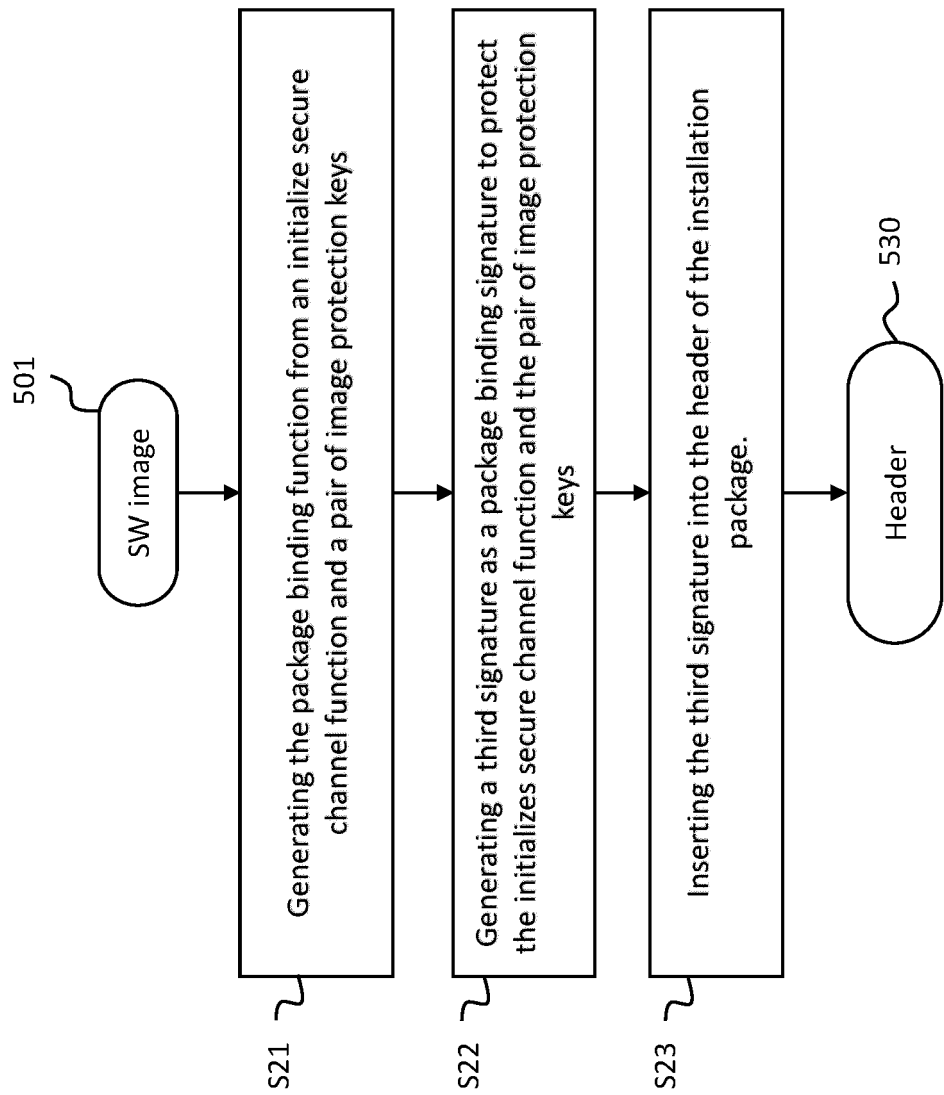 501
SW image
S21
Generating the package binding function from an initialize secure
channel function and a pair of image protection keys
S22
Generating a third signature as a package binding signature to protect
the initializes secure channel function and the pair of image protection
keys
S23
Inserting the third signature into the header of the installation
package.
530
Header